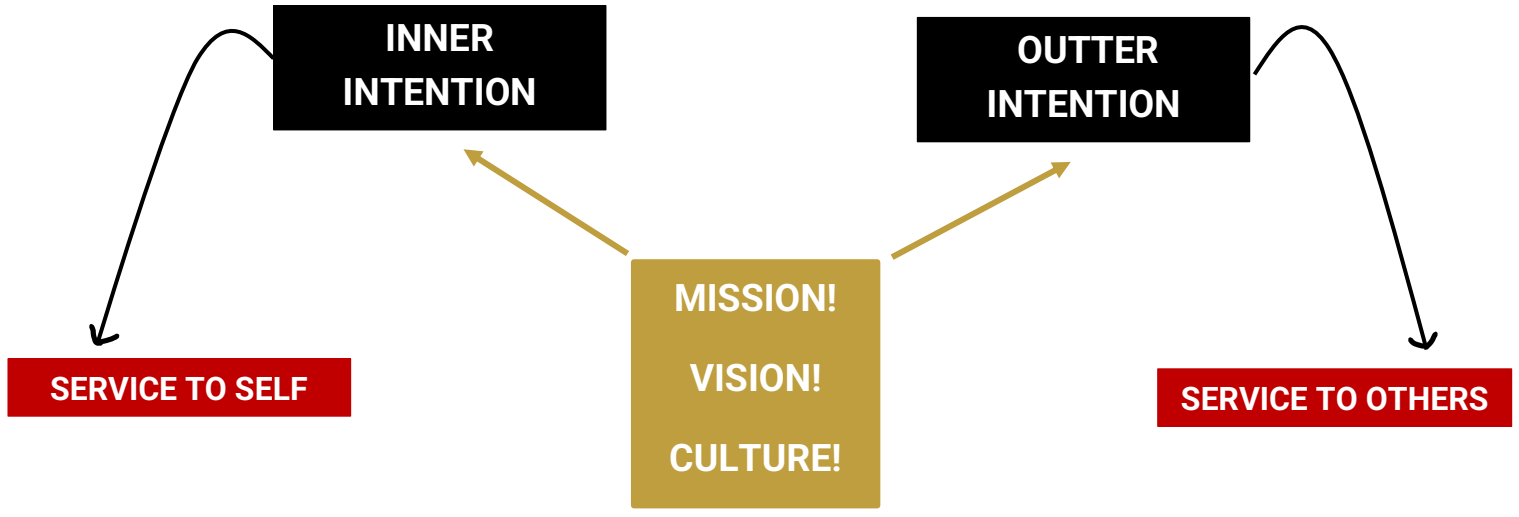 INNER
INTENTION
OUTTER
INTENTION
MISSION!
VISION!
CULTURE!
SERVICE TO SELF
SERVICE TO OTHERS